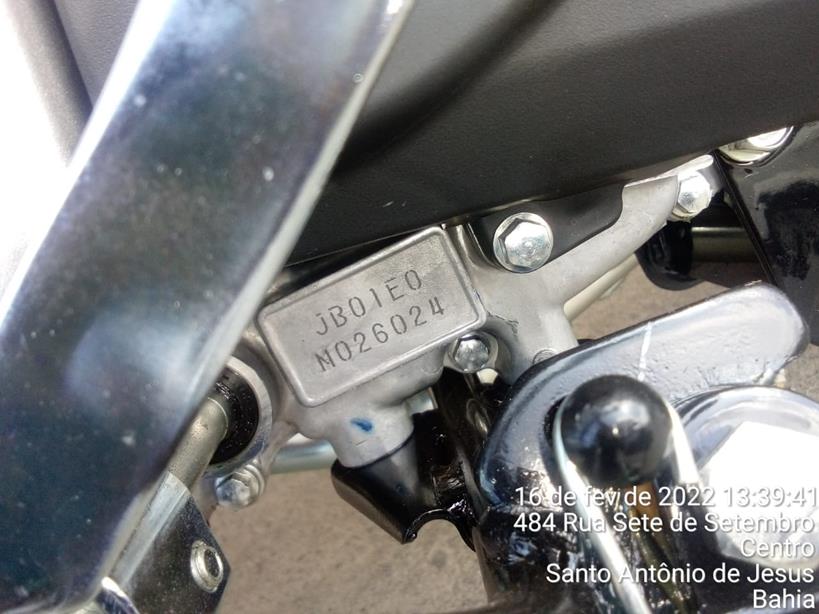 JB01E0
M026024
16 de fev de 2022 13:39:41
484 Rua Sete de Setembro
Centro
Santo Antônio de Jesus
Bahia